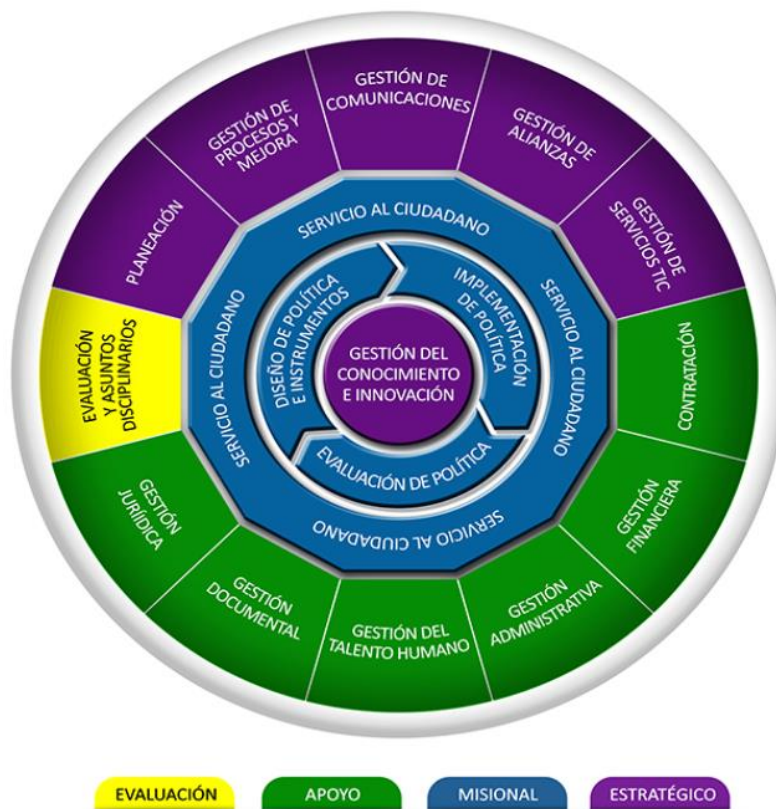 GESTIÓN DE
COMUNICACIONES
GESTIÓN DE
ALIANZAS
GESTIÓN DE
SERVICIOS TIC
CONTRATACIÓN
GESTIÓN
FINANCIERA
GESTIÓN
ADMINISTRATIVA
GESTIÓN DEL
TALENTO HUMANO
GESTIÓN
DOCUMENTAL
GESTIÓN
JURÍIDICA
EVALUACIÓN
Y ASUNTOS
DISCIPLINARIOS
PLANEACIÓN
GESTIÓN DE
PROCESOS Y
MEJORA
SERVICIO AL CIUDADANO
SERVICIO AL CIUDADANO
SERVICIO AL CIUDADANO
SERVICIO AL CIUDADANO
DISEÑO DE POLÍTICA
E INSTRUMENTOS
IMPLEMENTACIÓN
DE POLÍTICA
EVALUACIÓN DE POLÍTICA
GESTIÓN DEL
CONOCIMIENTO
E INNOVACIÓN
EVALUACIÓN
APOYO
MISIONAL
ESTRATÉGICO